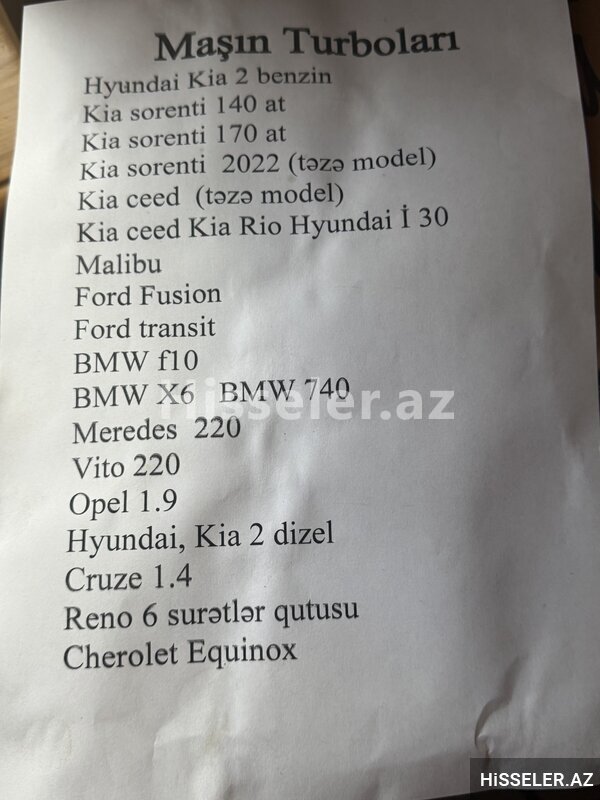 Maşın Turboları
Hyundai Kia 2 benzin
Kia sorenti 140 at
Kia sorenti 170 at
Kia sorenti 2022 (təzə model)
Kia ceed (təzə model)
Kia ceed Kia Rio Hyundai İ 30
Malibu
Ford Fusion
Ford transit
BMW f10
BMW X6 BMW 740
Hisseler.az
Meredes 220
Vito 220
Opel 1.9
Hyundai, Kia 2 dizel
Cruze 1.4
Reno 6 surətlər qutusu
Cherolet Equinox
HiSSELER.AZ